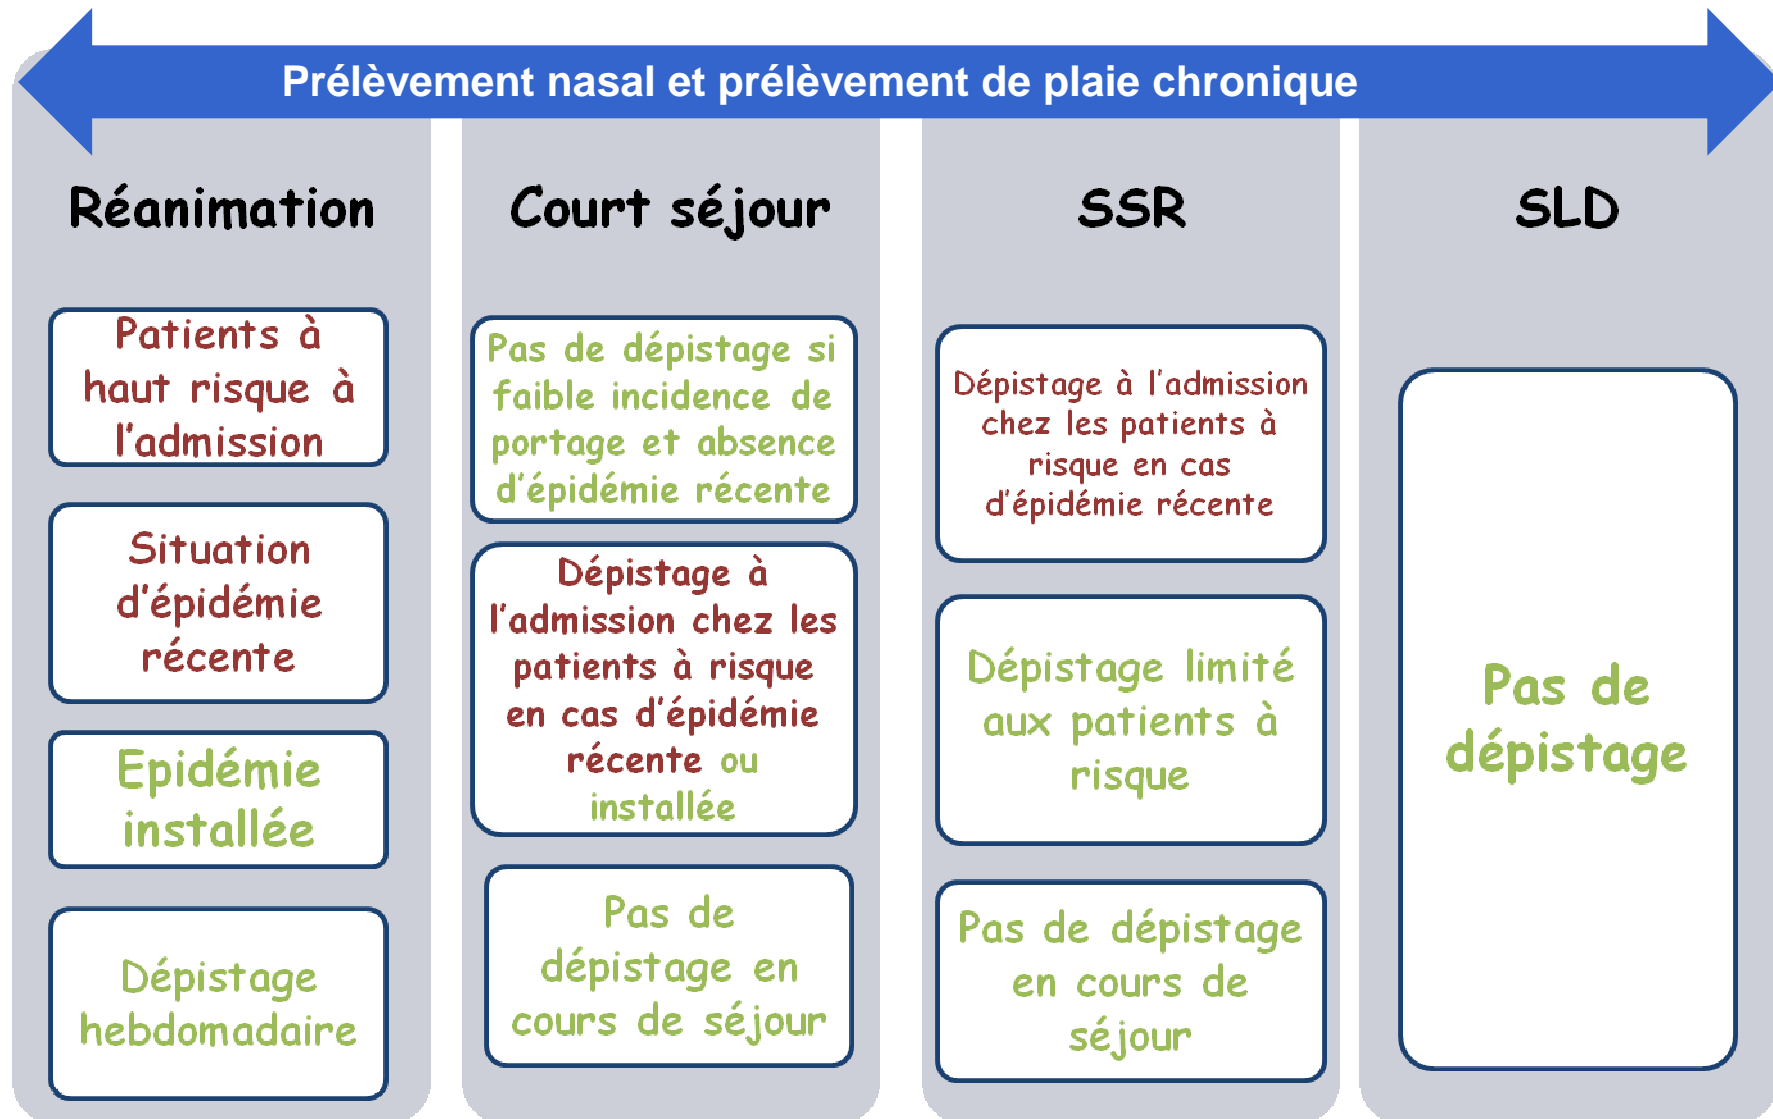 Prélèvement nasal et prélèvement de plaie chronique
Réanimation
Patients à
haut risque à
l'admission
Situation
d'épidémie
récente
Epidémie
installée
Dépistage
hebdomadaire
Court séjour
Pas de dépistage si
faible incidence de
portage et absence
d'épidémie récente
Dépistage à
l'admission chez les
patients à risque
en cas d'épidémie
récente ou
installée
Pas de
dépistage en
cours de séjour
SSR
Dépistage à l'admission
chez les patients à
risque en cas
d'épidémie récente
Dépistage limité
aux patients à
risque
Pas de dépistage
en cours de
séjour
SLD
Pas de
dépistage